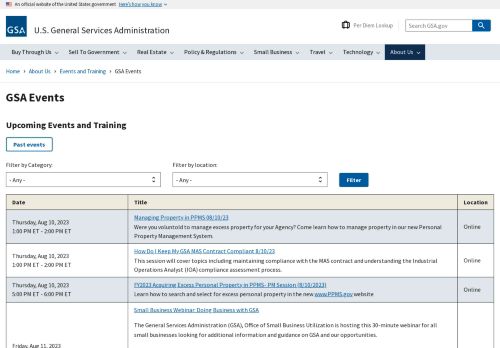 An official website of the United States government Here's how you know
GSA
U.S. General Services Administration
Per Diem Lookup
Search GSA.gov
Buy Through Us
Sell To Government
Real Estate
Policy & Regulations
Small Business
Travel
Technology
About Us
Home › About Us › Events and Training › GSA Events
GSA Events
Upcoming Events and Training
Past events
Filter by Category:
Filter by location:
- Any -
- Any -
Filter
Date Title Location
Thursday, Aug 10, 2023
1:00 PM ET - 2:00 PM ET
Managing Property in PPMS 08/10/23
Were you voluntold to manage excess property for your Agency? Come learn how to manage property in our new Personal
Property Management System.
Online
Thursday, Aug 10, 2023
1:00 PM ET - 2:00 PM ET
How Do I Keep My GSA MAS Contract Compliant 8/10/23
This session will cover topics including maintaining compliance with the MAS contract and understanding the Industrial
Operations Analyst (IOA) compliance assessment process.
Online
Thursday, Aug 10, 2023
5:00 PM ET - 6:00 PM ET
FY2023 Acquiring Excess Personal Property in PPMS- PM Session (8/10/2023)
Learn how to search and select for excess personal property in the new www.PPMS.gov website
Online
Small Business Webinar: Doing Business with GSA
The General Services Administration (GSA), Office of Small Business Utilization is hosting this 30-minute webinar for all
small businesses looking for additional information and guidance on GSA and our opportunities.
Friday, Aug 11, 2023